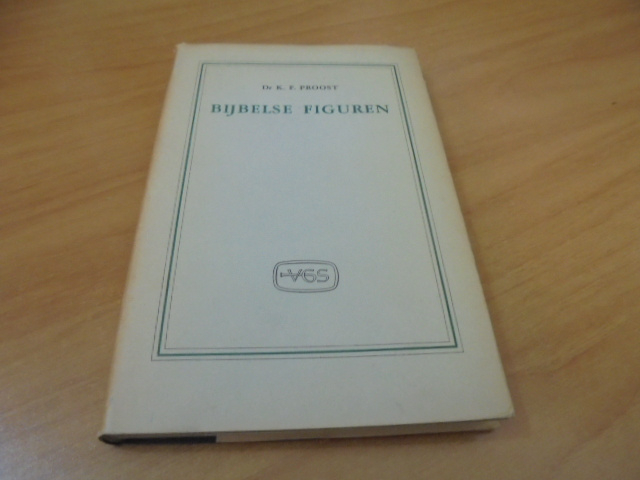 Dr K. F. PROOST
BIJBELSE FIGUREN
VGS